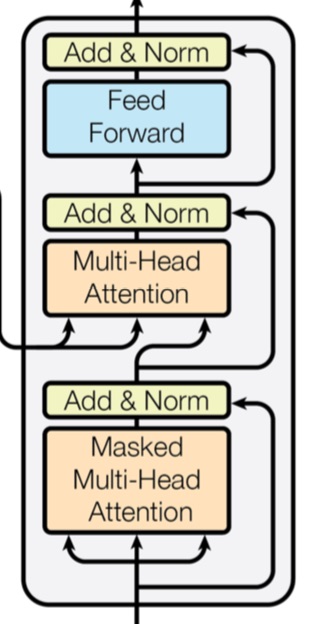 Add & Norm
Feed
Forward
Add & Norm
Multi-Head
Attention
Add & Norm
Masked
Multi-Head
Attention